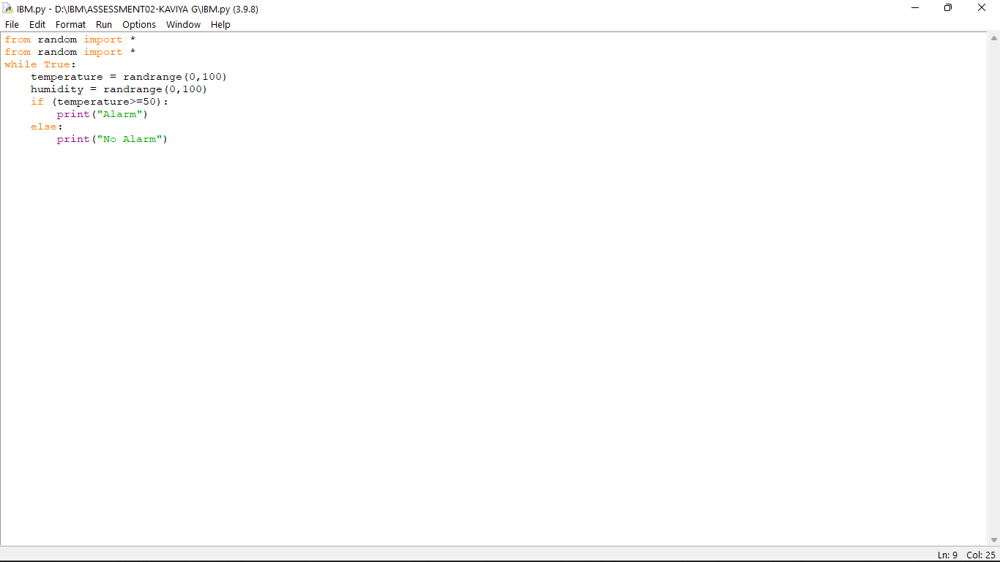 IBM.py - D:\IBM\ASSESSMENT02-KAVIYA G\IBM.py (3.9.8)
File Edit Format Run Options Window Help
from random import *
from random import *
while True:
    temperature = randrange(0,100)
    humidity = randrange(0,100)
    if (temperature>=50):
        print("Alarm")
    else:
        print("No Alarm")
Ln: 9 Col: 25